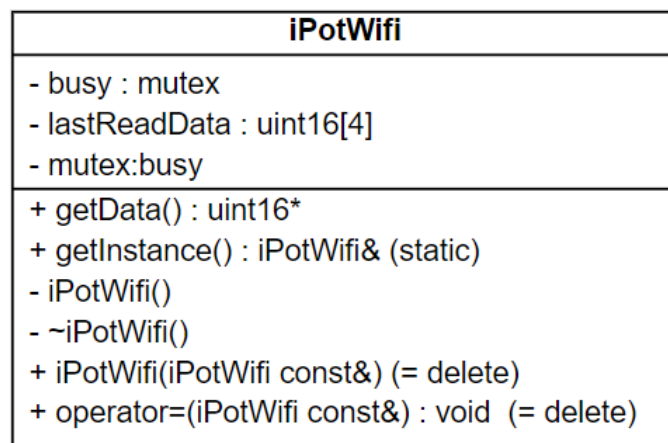 iPotWifi
- busy : mutex
- lastReadData : uint16[4]
- mutex:busy
+ getData() : uint16*
+ getInstance() : iPotWifi& (static)
- iPotWifi()
- ~iPotWifi()
+ iPotWifi(iPotWifi const&) (= delete)
+ operator=(iPotWifi const&) : void  (= delete)